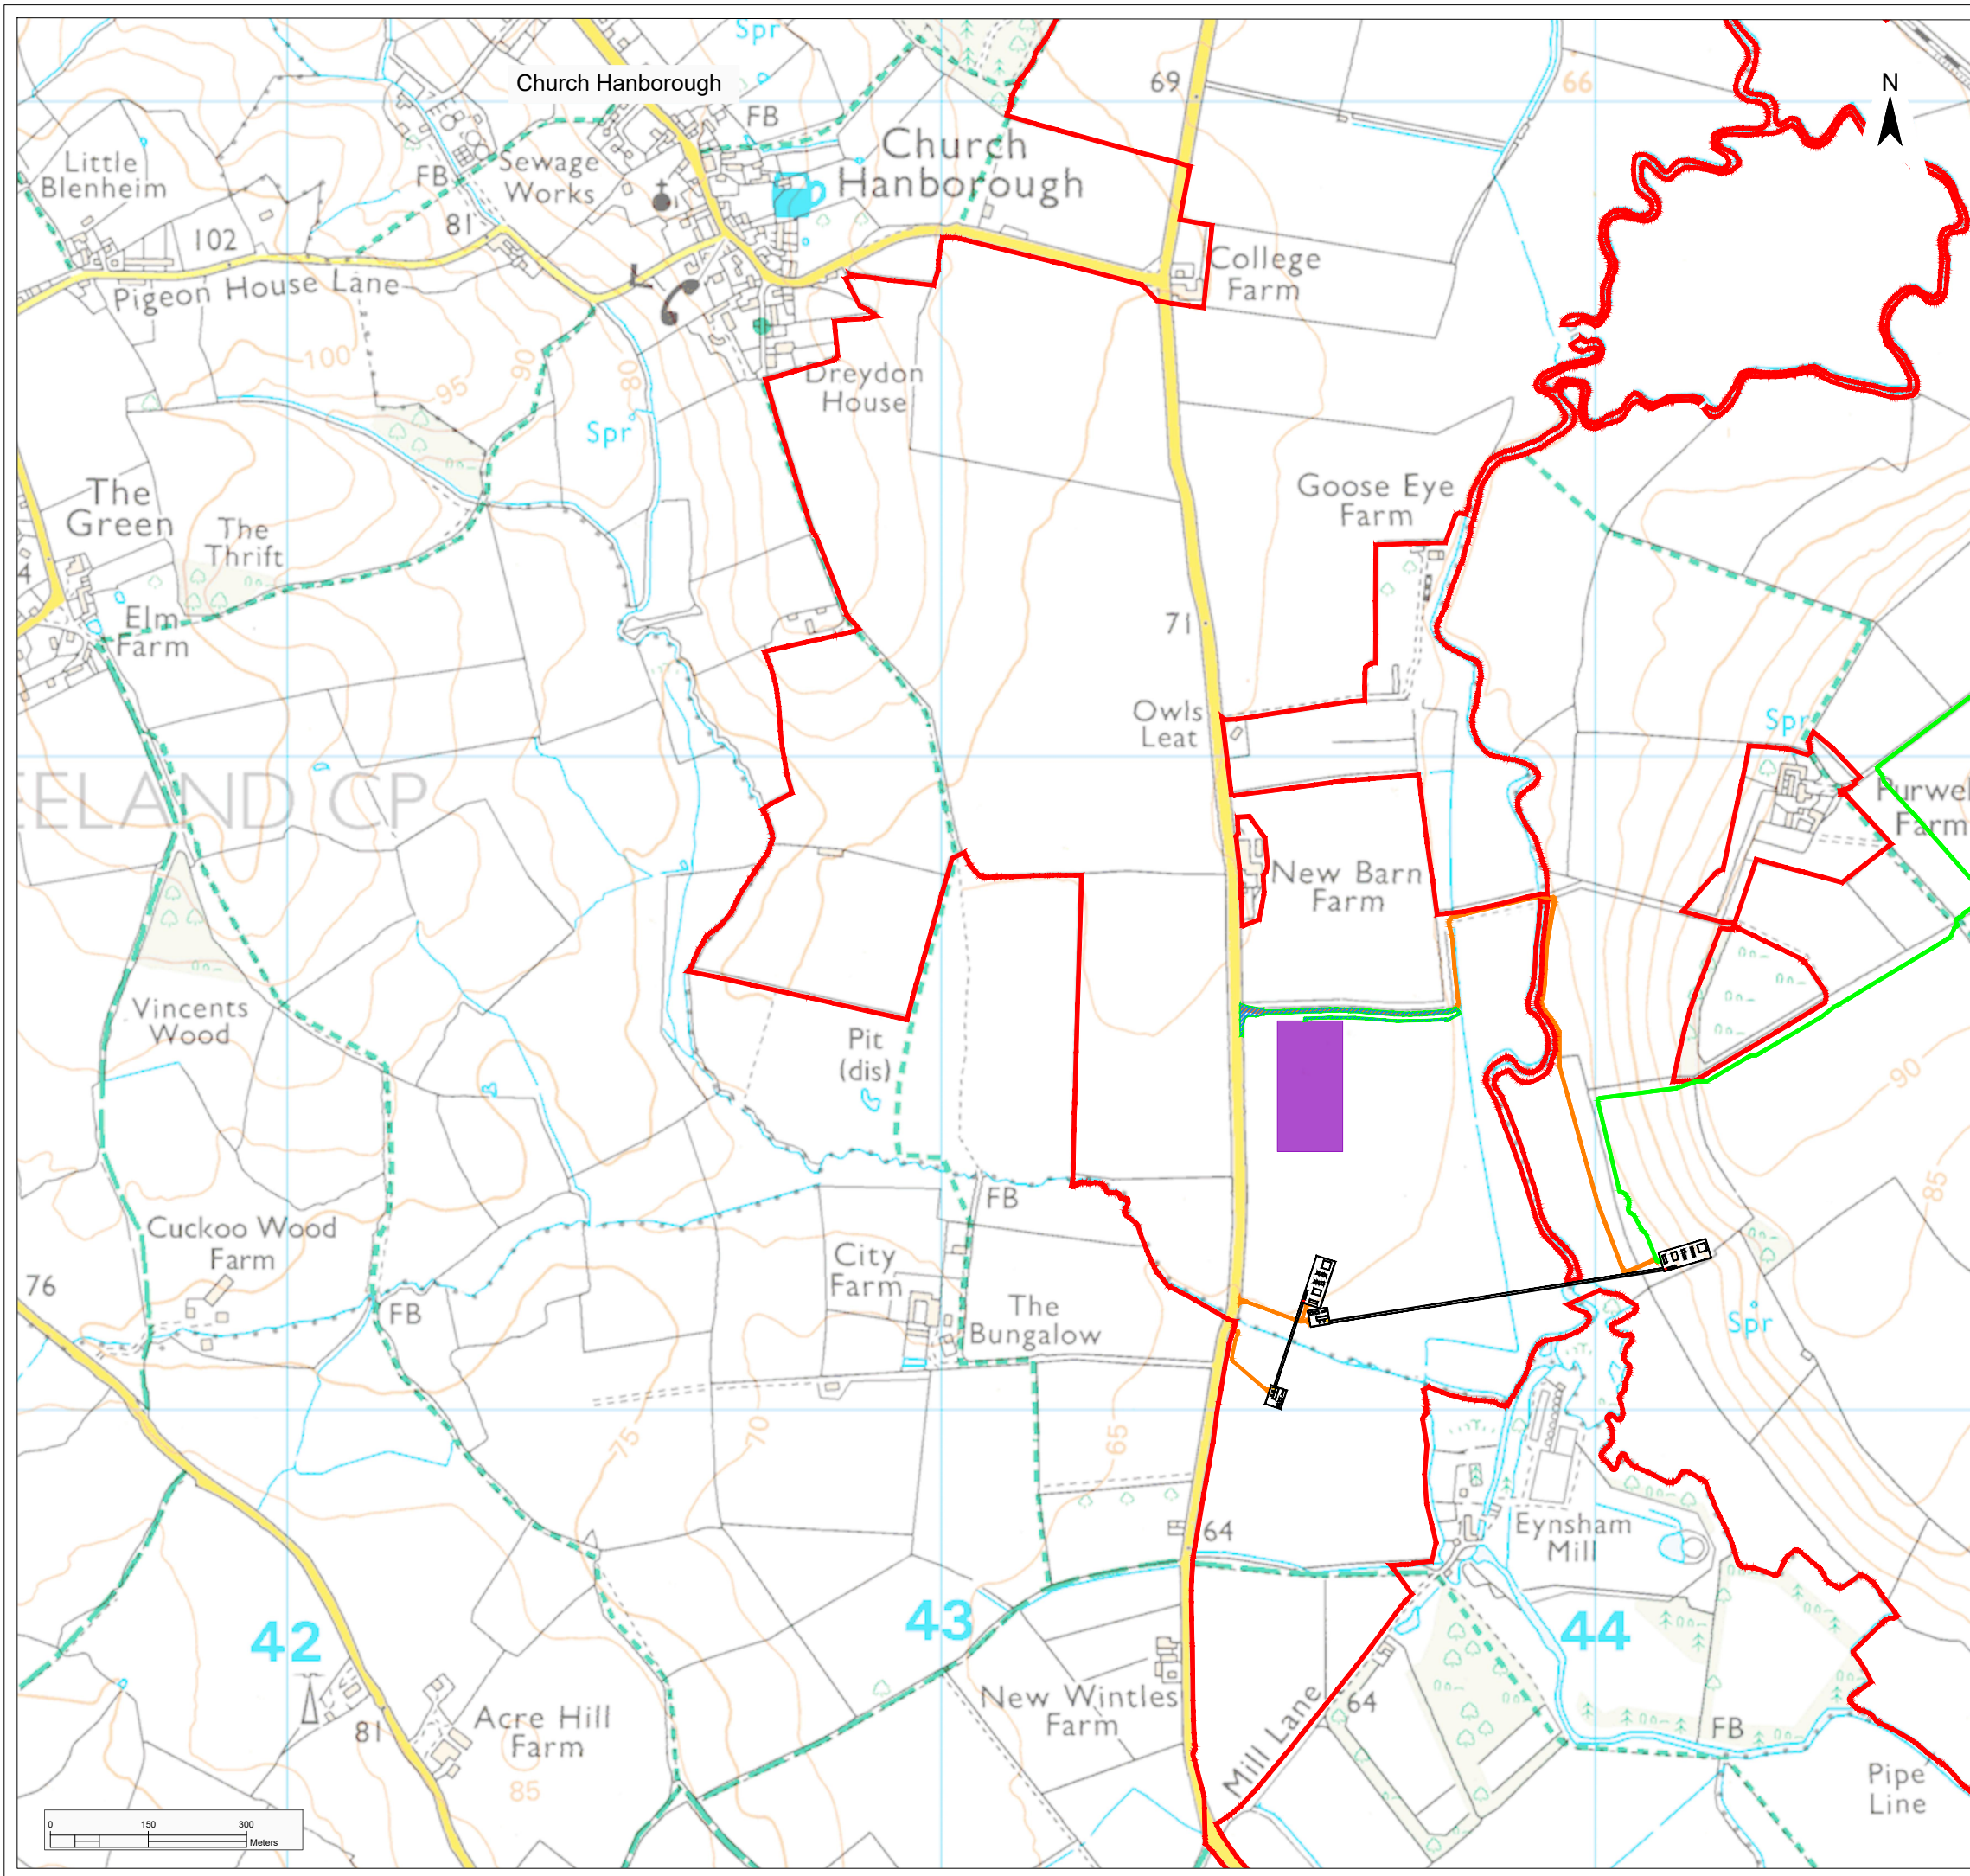 Spr
66
69
N
Church Hanborough
FB
Church
Hanborough
Little
Blenheim
Sewage
Works
FB
81
102
College
Farm
Pigeon House Lane
100
95
90
80
Dreydon
House
Spr
Goose Eye
Farm
The
Green
The
Thrift
4
Elm
Farm
71
Owls
Leat
Spr
Purwel
Farm
EELAND CP
New Barn
Farm
Vincents
Wood
Pit
(dis)
90
85
FB
Cuckoo Wood
Farm
City
Farm
76
FB
The
Bungalow
Spr
75
70
65
64
Eynsham
Mill
42
43
44
New Wintles
Farm
Mill Lane
64
Acre Hill
Farm
81
85
FB
Pipe
Line
0 150 300
Meters